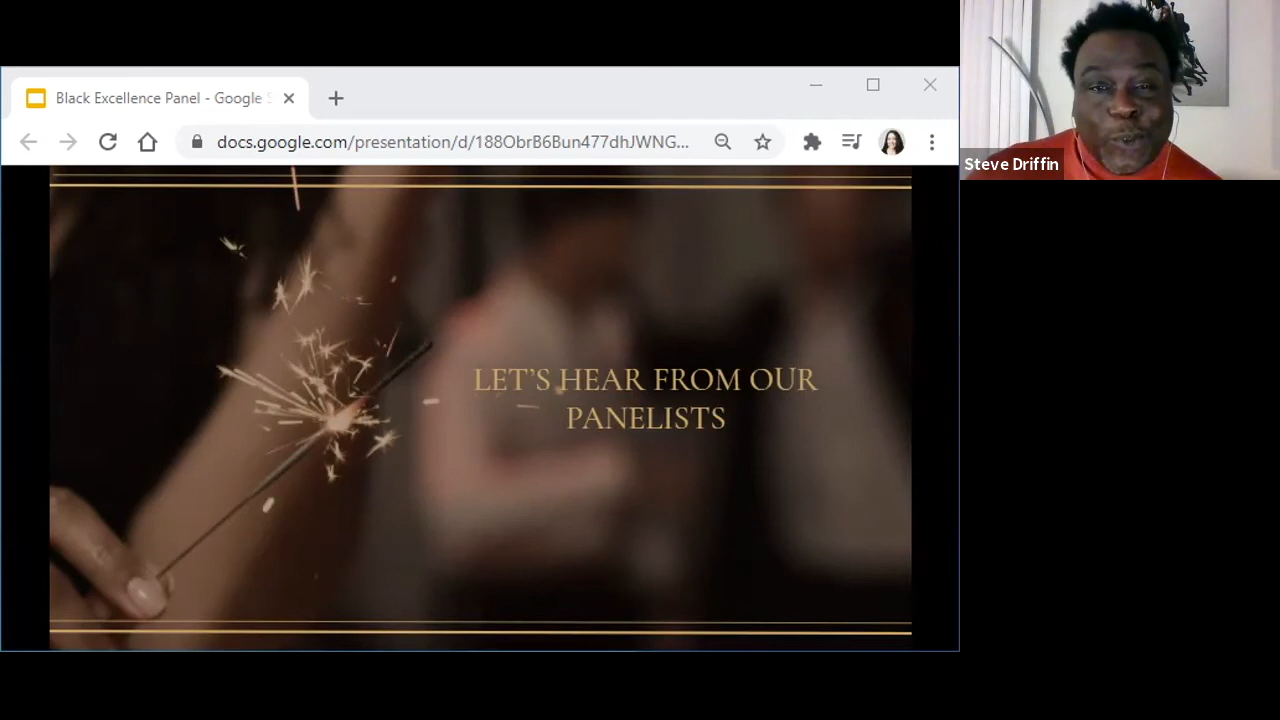 Black Excellence Panel - Google
docs.google.com/presentation/d/188ObrB6Bun477dhJWNG...
Steve Driffin
LET'S HEAR FROM OUR
PANELISTS